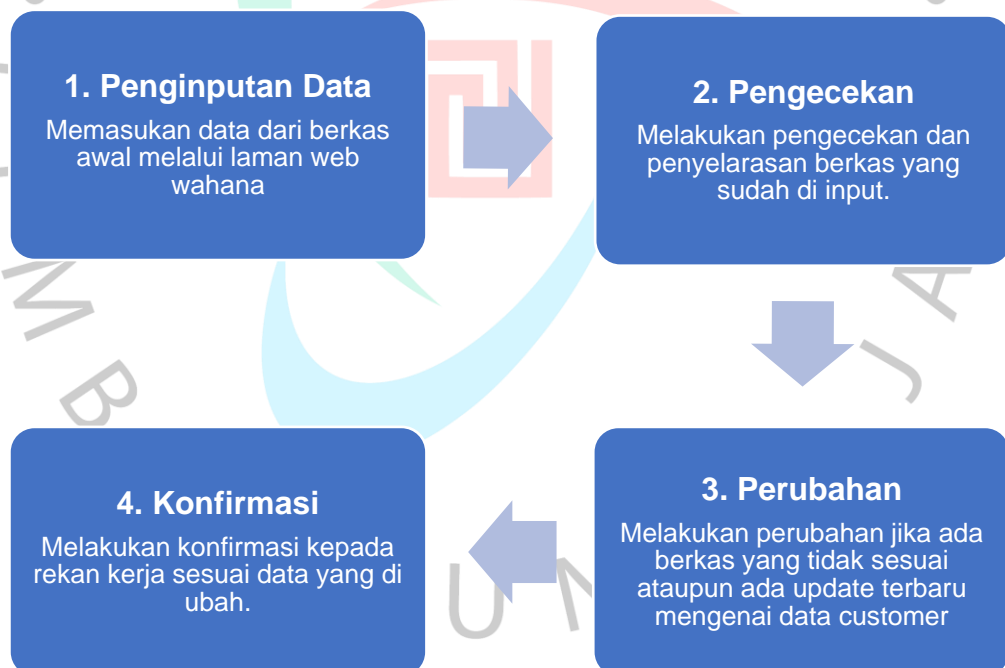 1. Penginputan Data
Memasukan data dari berkas
awal melalui laman web
wahana
2. Pengecekan
Melakukan pengecekan dan
penyelarasan berkas yang
sudah di input.
3. Perubahan
Melakukan perubahan jika ada
berkas yang tidak sesuai
ataupun ada update terbaru
mengenai data customer
4. Konfirmasi
Melakukan konfirmasi kepada
rekan kerja sesuai data yang di
ubah.